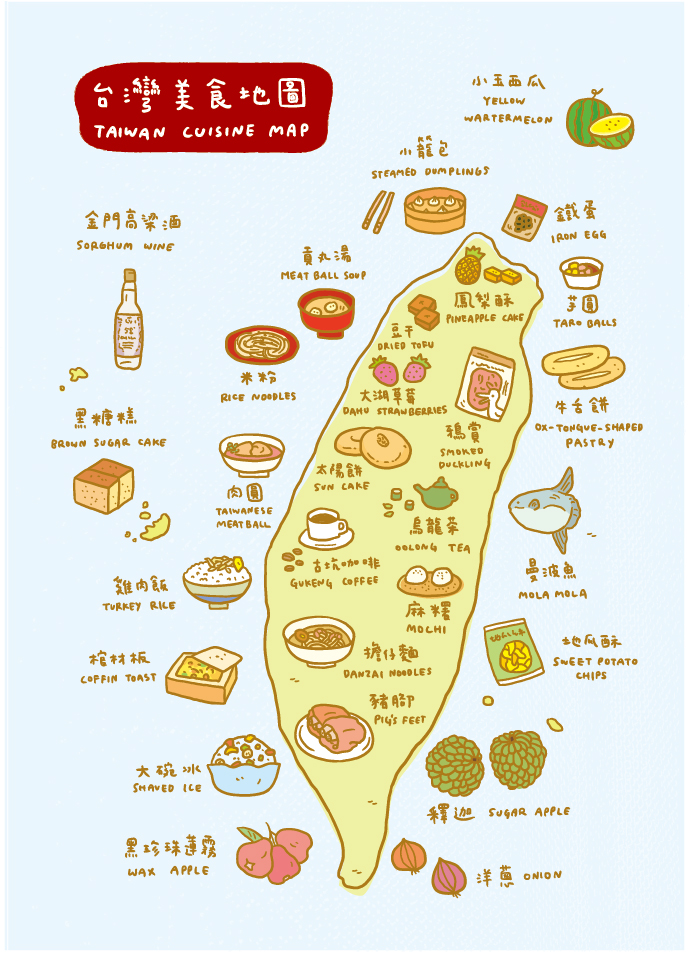 台灣美食地圖
TAIWAN CUISINE MAP
小玉西瓜
YELLOW
WARTERMELON
小籠包
STEAMED DUMPLINGS
金門高粱酒
SORGHUM WINE
鐵蛋
IRON EGG
貢丸湯
MEAT BALL SOUP
鳳梨酥
PINEAPPLE CAKE
芋圓
TARO BALLS
豆干
DRIED TOFU
米粉
RICE NOODLES
大湖草莓
DAHU STRAWBERRIES
牛舌餅
OX-TONGUE-SHAPED
PASTRY
黑糖糕
BROWN SUGAR CAKE
鴨賞
SMOKED
DUCKLING
太陽餅
SUN CAKE
肉圓
TAIWANESE
MEATBALL
烏龍茶
OOLONG TEA
古坑咖啡
GUKENG COFFEE
曼波魚
MOLA MOLA
雞肉飯
TURKEY RICE
麻糬
MOCHI
地瓜酥
SWEET POTATO
CHIPS
擔仔麵
DANZAI NOODLES
棺材板
COFFIN TOAST
豬腳
PIG'S FEET
大碗冰
SHAVED ICE
釋迦 SUGAR APPLE
黑珍珠蓮霧
WAX APPLE
洋蔥 ONION